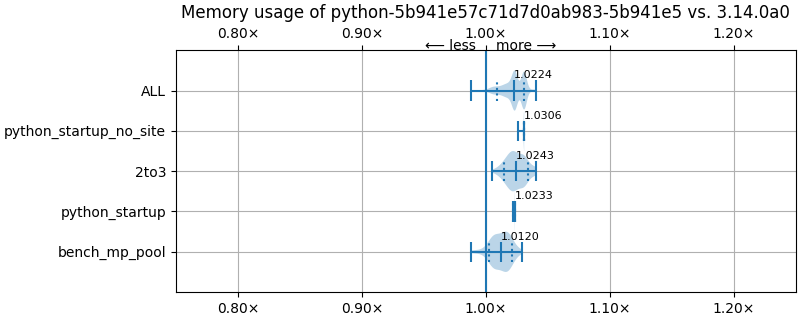 Memory usage of python-5b941e57c71d7d0ab983-5b941e5 vs. 3.14.0a0
0.80× 0.90× 1.00× 1.10× 1.20×
⟵ less more ⟶
ALL 1.0224
python_startup_no_site 1.0306
2to3 1.0243
python_startup 1.0233
bench_mp_pool 1.0120
0.80× 0.90× 1.00× 1.10× 1.20×